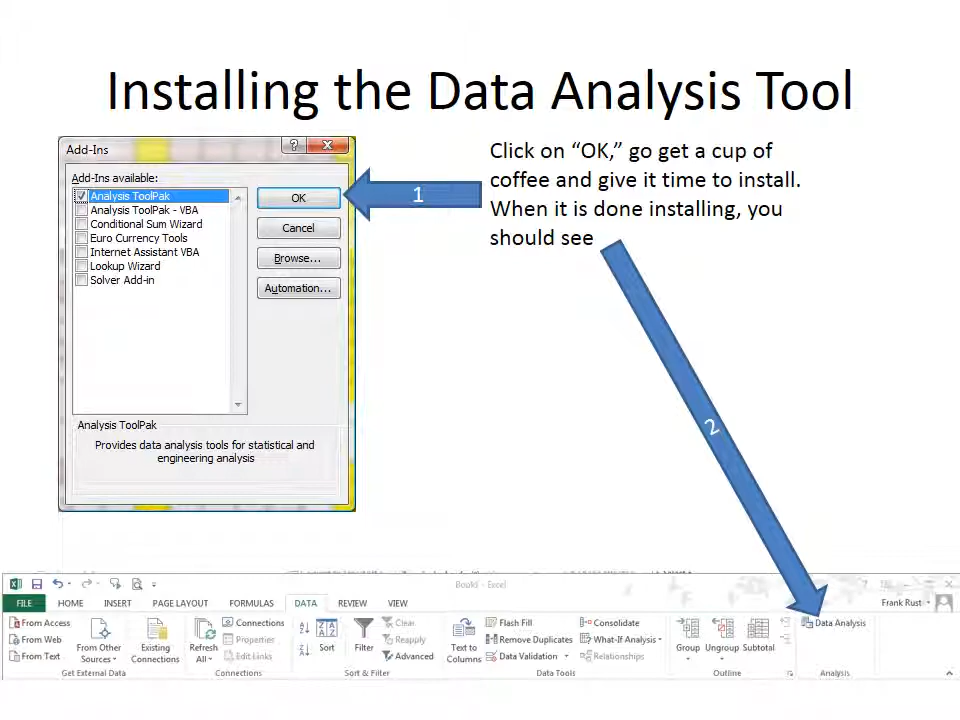 Installing the Data Analysis Tool
Add-Ins
?
Add-Ins available:
Analysis ToolPak
Analysis ToolPak - VBA
Conditional Sum Wizard
Euro Currency Tools
Internet Assistant VBA
Lookup Wizard
Solver Add-in
OK
Cancel
Browse...
Automation...
Analysis ToolPak
Provides data analysis tools for statistical and
engineering analysis
1
Click on “OK,” go get a cup of
coffee and give it time to install.
When it is done installing, you
should see
2
Book1 - Excel
FILE HOME INSERT PAGE LAYOUT FORMULAS DATA REVIEW VIEW Frank Rust
From Access
From Web
From Text
From Other
Sources
Existing
Connections
Get External Data
Refresh
All
Connections
Properties
Edit Links
Connections
Sort
Filter
Clear
Reapply
Advanced
Sort & Filter
Text to
Columns
Flash Fill
Remove Duplicates
Data Validation
Consolidate
What-If Analysis
Relationships
Data Tools
Group
Ungroup
Subtotal
Outline
Data Analysis
Analysis